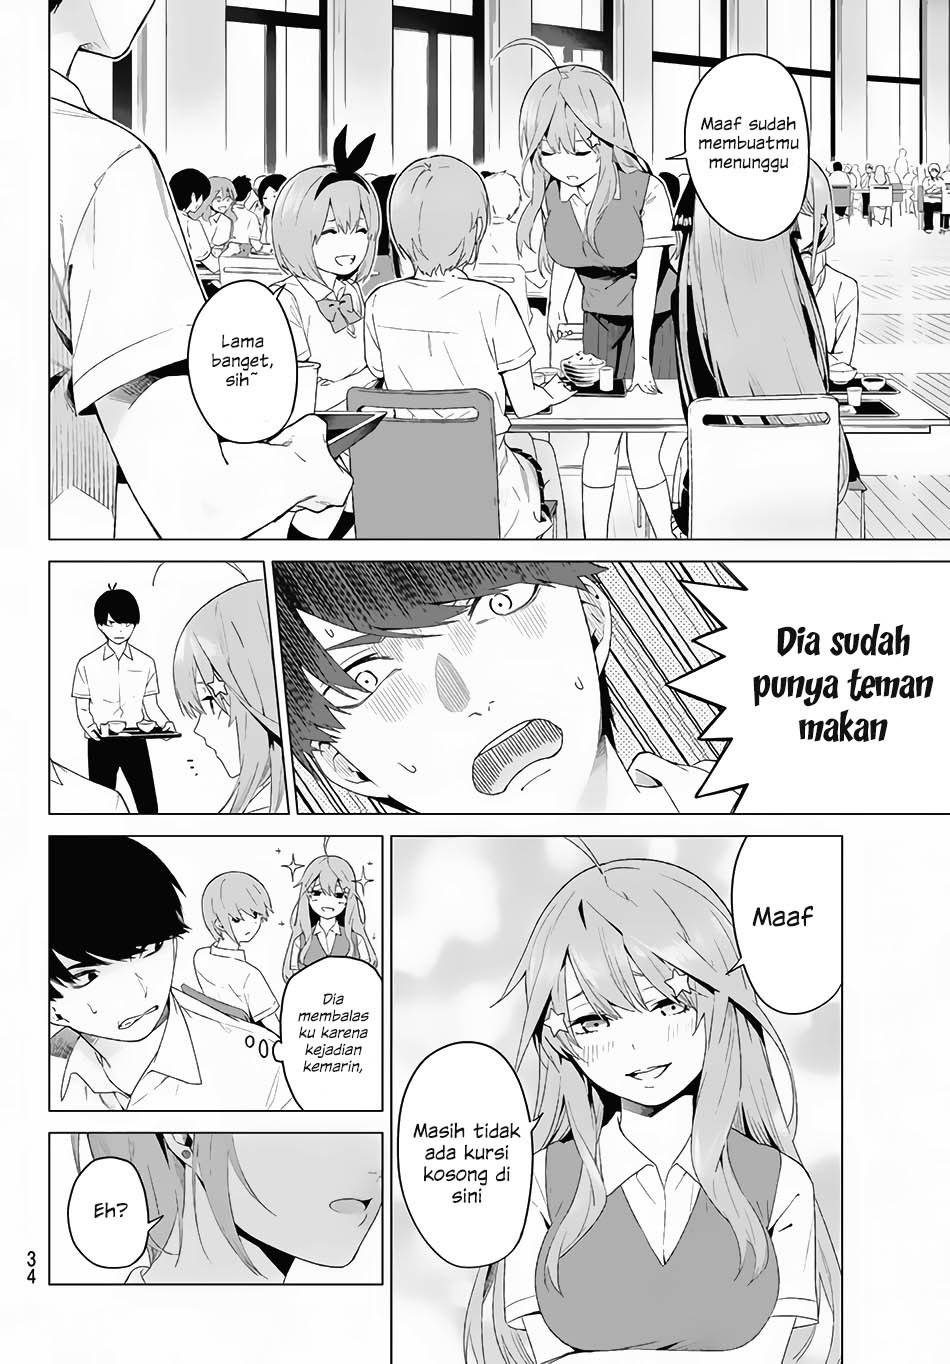 Maaf sudah
membuatmu
menunggu
Lama
banget,
sih~
Dia sudah
punya teman
makan
Maaf
Masih tidak
ada kursi
kosong di
sini
Dia
membalas
ku karena
kejadian
kemarin,
Eh?
34